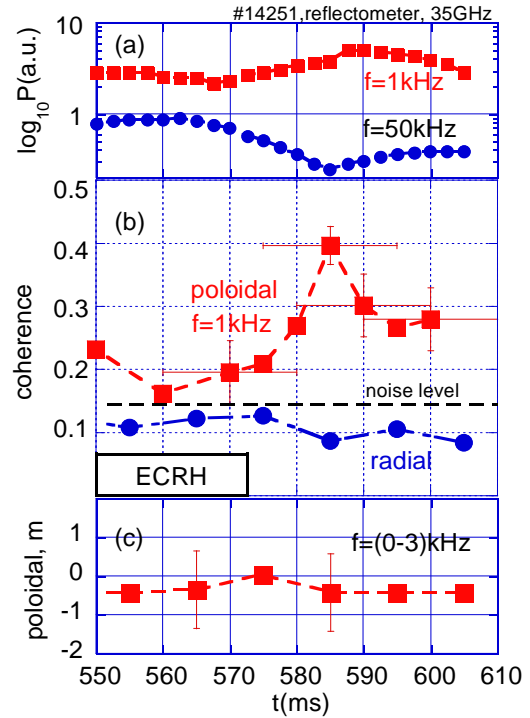 #14251,reflectometer, 35GHz
10
(a)
log10P(a.u.)
f=1kHz
1
f=50kHz
0.5
(b)
0.4
poloidal
f=1kHz
0.3
coherence
0.2
noise level
0.1
radial
ECRH
(c)
f=(0-3)kHz
1
poloidal, m
0
-1
-2
550 560 570 580 590 600 610
t(ms)